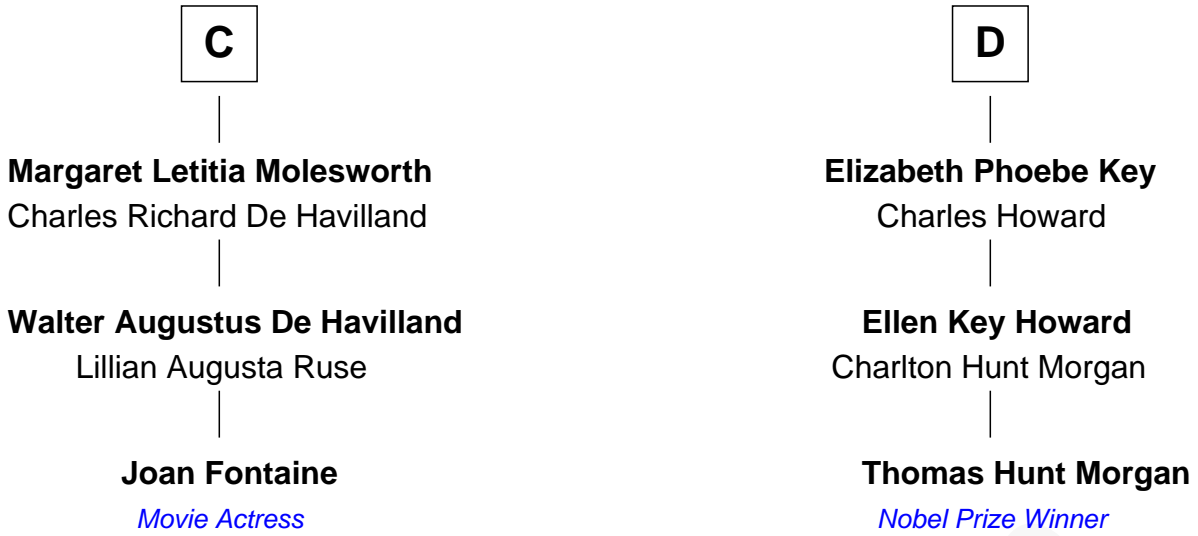 C
Margaret Letitia Molesworth
Charles Richard De Havilland
Walter Augustus De Havilland
Lillian Augusta Ruse
Joan Fontaine
Movie Actress
D
Elizabeth Phoebe Key
Charles Howard
Ellen Key Howard
Charlton Hunt Morgan
Thomas Hunt Morgan
Nobel Prize Winner